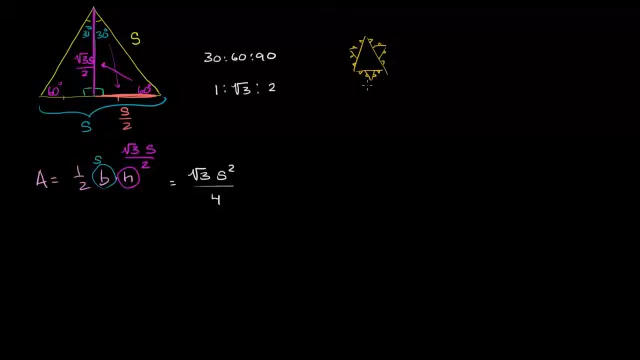 30° 30°
S
√3 S
2
60° 60°
S
S
2
30 : 60 : 90
1 : √3 : 2
A = 1/2 b h = √3 S² / 4
S
√3 S
2